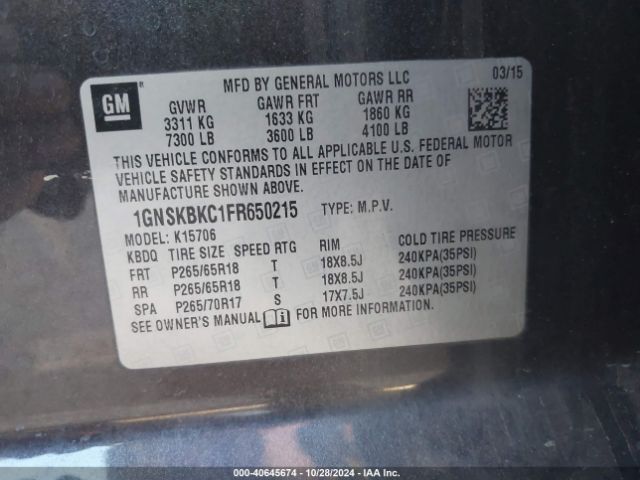 GM
MFD BY GENERAL MOTORS LLC 03/15
GVWR GAWR FRT GAWR RR
3311 KG 1633 KG 1860 KG
7300 LB 3600 LB 4100 LB
THIS VEHICLE CONFORMS TO ALL APPLICABLE U.S. FEDERAL MOTOR
VEHICLE SAFETY STANDARDS IN EFFECT ON THE DATE OF
MANUFACTURE SHOWN ABOVE.
1GNSKBKC1FR650215 TYPE: M.P.V.
MODEL: K15706
KBDQ TIRE SIZE SPEED RTG RIM COLD TIRE PRESSURE
FRT P265/65R18 T 18X8.5J 240KPA(35PSI)
RR P265/65R18 T 18X8.5J 240KPA(35PSI)
SPA P265/70R17 S 17X7.5J 240KPA(35PSI)
SEE OWNER'S MANUAL FOR MORE INFORMATION.
000-40645674 | 10/28/2024 | IAA Inc.